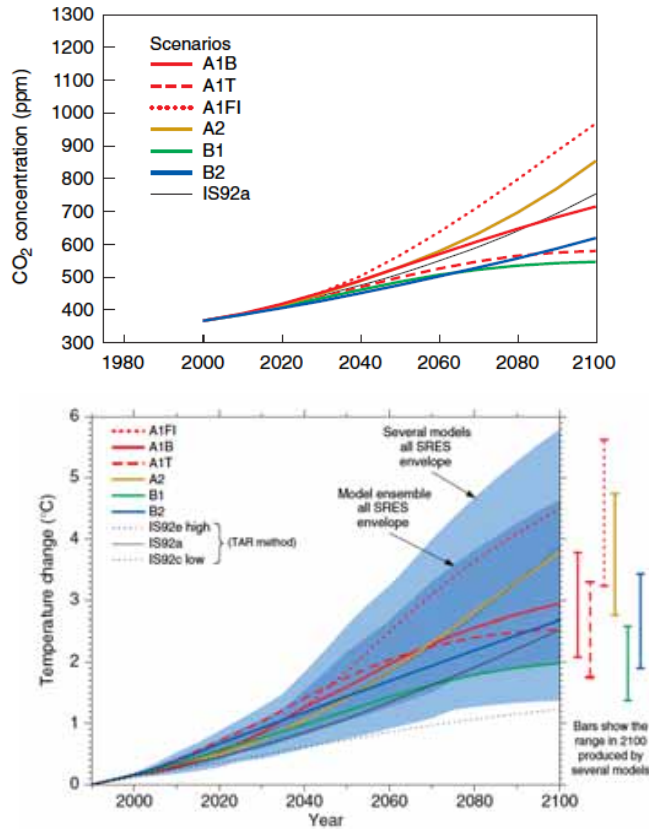 Scenarios
A1B
A1T
A1FI
A2
B1
B2
IS92a
CO2 concentration (ppm)
1300
1200
1100
1000
900
800
700
600
500
400
300
1980 2000 2020 2040 2060 2080 2100
A1FI
A1B
A1T
A2
B1
B2
IS92e high
IS92a (TAR method)
IS92c low
Several models
all SRES
envelope
Model ensemble
all SRES
envelope
Temperature change (°C)
6
5
4
3
2
1
0
2000 2020 2040 2060 2080 2100
Year
Bars show the
range in 2100
produced by
several models